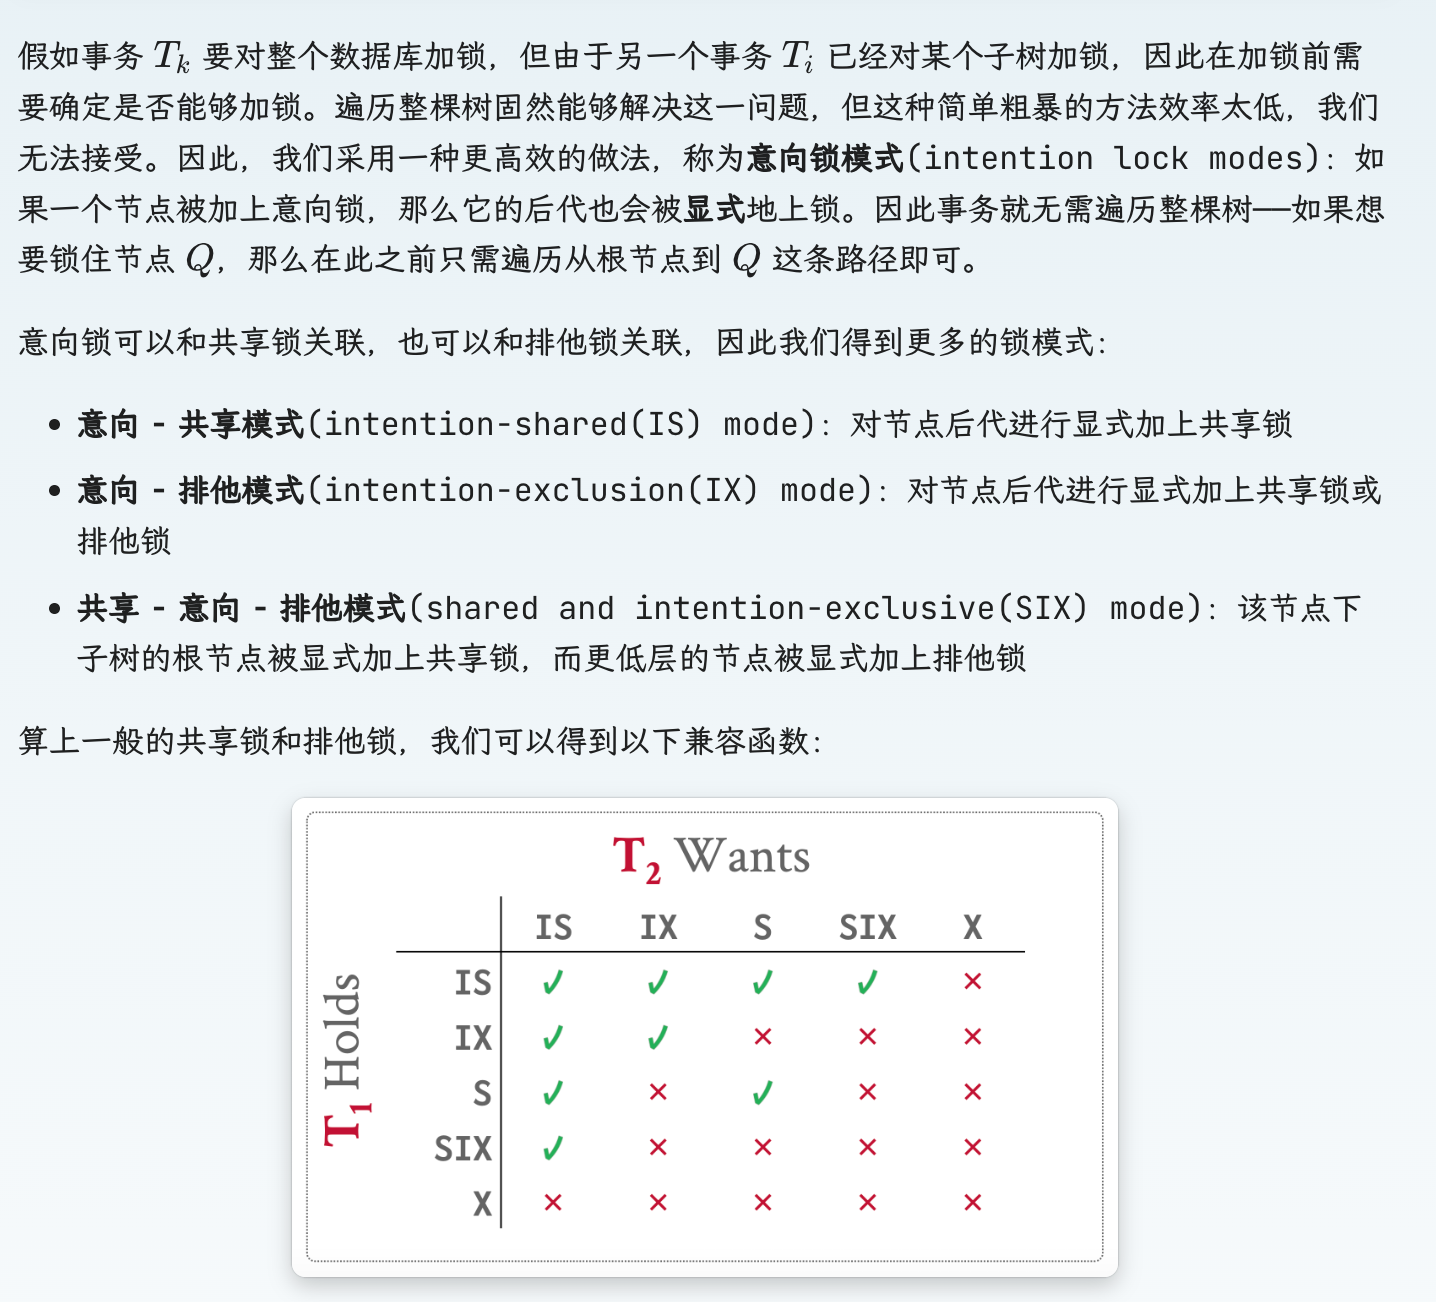 假如事务 Tk 要对整个数据库加锁，但由于另一个事务 Ti 已经对某个子树加锁，因此在加锁前需
要确定是否能够加锁。遍历整棵树固然能够解决这一问题，但这种简单粗暴的方法效率太低，我们
无法接受。因此，我们采用一种更高效的做法，称为意向锁模式(intention lock modes)：如
果一个节点被加上意向锁，那么它的后代也会被显式地上锁。因此事务就无需遍历整棵树——如果想
要锁住节点 Q，那么在此之前只需遍历从根节点到 Q 这条路径即可。
意向锁可以和共享锁关联，也可以和排他锁关联，因此我们得到更多的锁模式：
• 意向 - 共享模式(intention-shared(IS) mode)：对节点后代进行显式加上共享锁
• 意向 - 排他模式(intention-exclusion(IX) mode)：对节点后代进行显式加上共享锁或
排他锁
• 共享 - 意向 - 排他模式(shared and intention-exclusive(SIX) mode)：该节点下
子树的根节点被显式加上共享锁，而更低层的节点被显式加上排他锁
算上一般的共享锁和排他锁，我们可以得到以下兼容函数：
T2 Wants
IS IX S SIX X
T1 Holds
IS ✓ ✓ ✓ ✓ ×
IX ✓ ✓ × × ×
S ✓ × ✓ × ×
SIX ✓ × × × ×
X × × × × ×